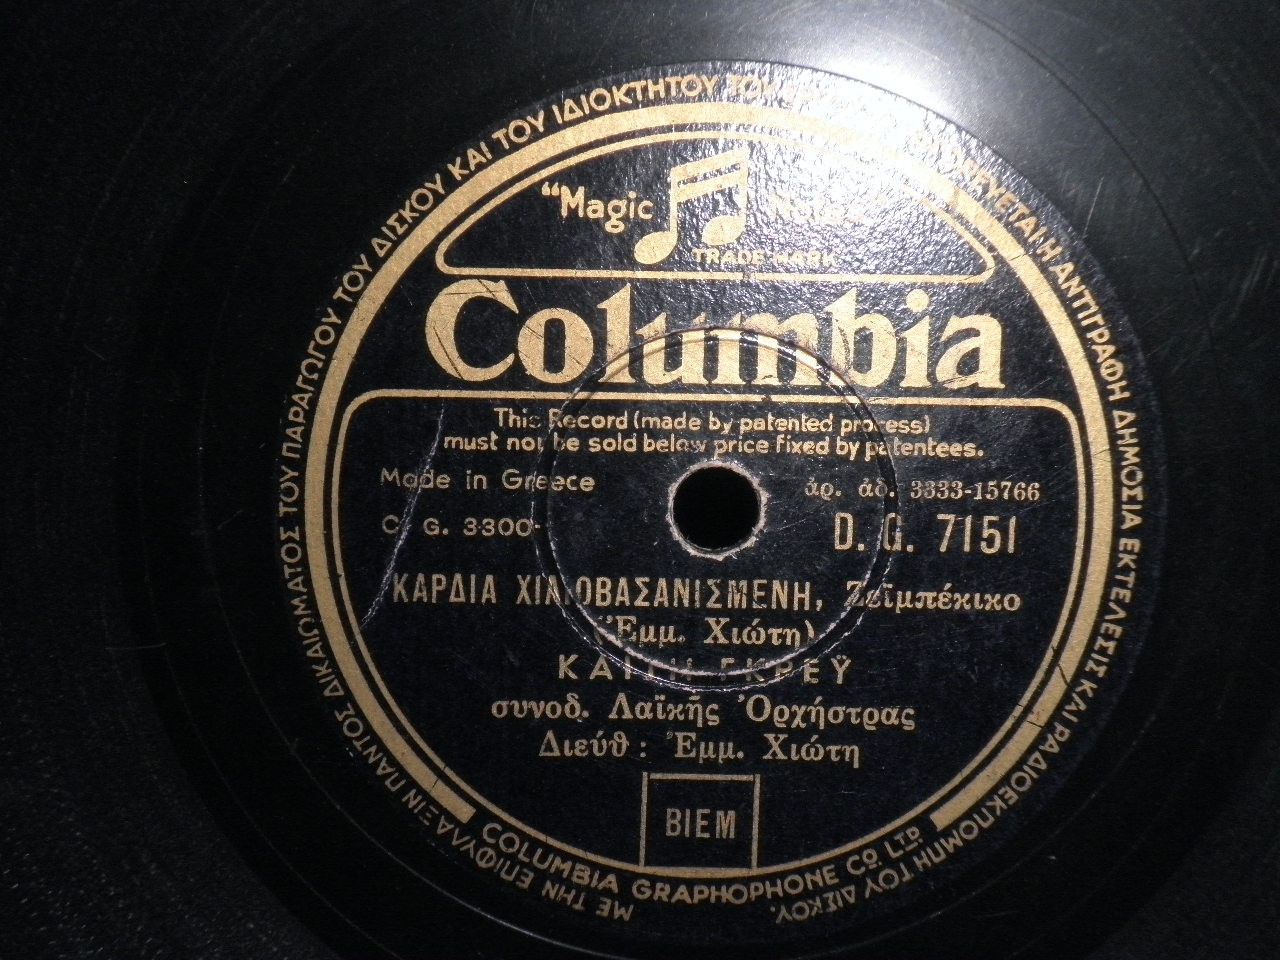 ΜΕ ΤΗΝ ΕΠΙΦΥΛΑΞΙΝ ΠΑΝΤΟΣ ΔΙΚΑΙΩΜΑΤΟΣ ΤΟΥ ΠΑΡΑΓΩΓΟΥ ΤΟΥ ΔΙΣΚΟΥ ΚΑΙ ΤΟΥ ΙΔΙΟΚΤΗΤΟΥ ΤΟΥ
Η ΑΝΤΙΓΡΑΦΗ ΔΗΜΟΣΙΑ ΕΚΤΕΛΕΣΙΣ ΚΑΙ ΡΑΔΙΟΕΚΠΟΜΠΗ ΤΟΥ ΔΙΣΚΟΥ.
“Magic
TRADE MARK
Columbia
This Record (made by patented process)
must not be sold below price fixed by patentees.
Made in Greece
ἀρ. ἀδ. 3333-15766
C. G. 3300
D. G. 7151
ΚΑΡΔΙΑ ΧΙΛΙΟΒΑΣΑΝΙΣΜΕΝΗ, Ζεϊμπέκικο
(Ἐμμ. Χιώτη)
ΚΑΙΤΗ ΓΚΡΕΫ
συνοδ. Λαϊκῆς Ὀρχήστρας
Διεύθ : Ἐμμ. Χιώτη
BIEM
COLUMBIA GRAPHOPHONE CO. LTD